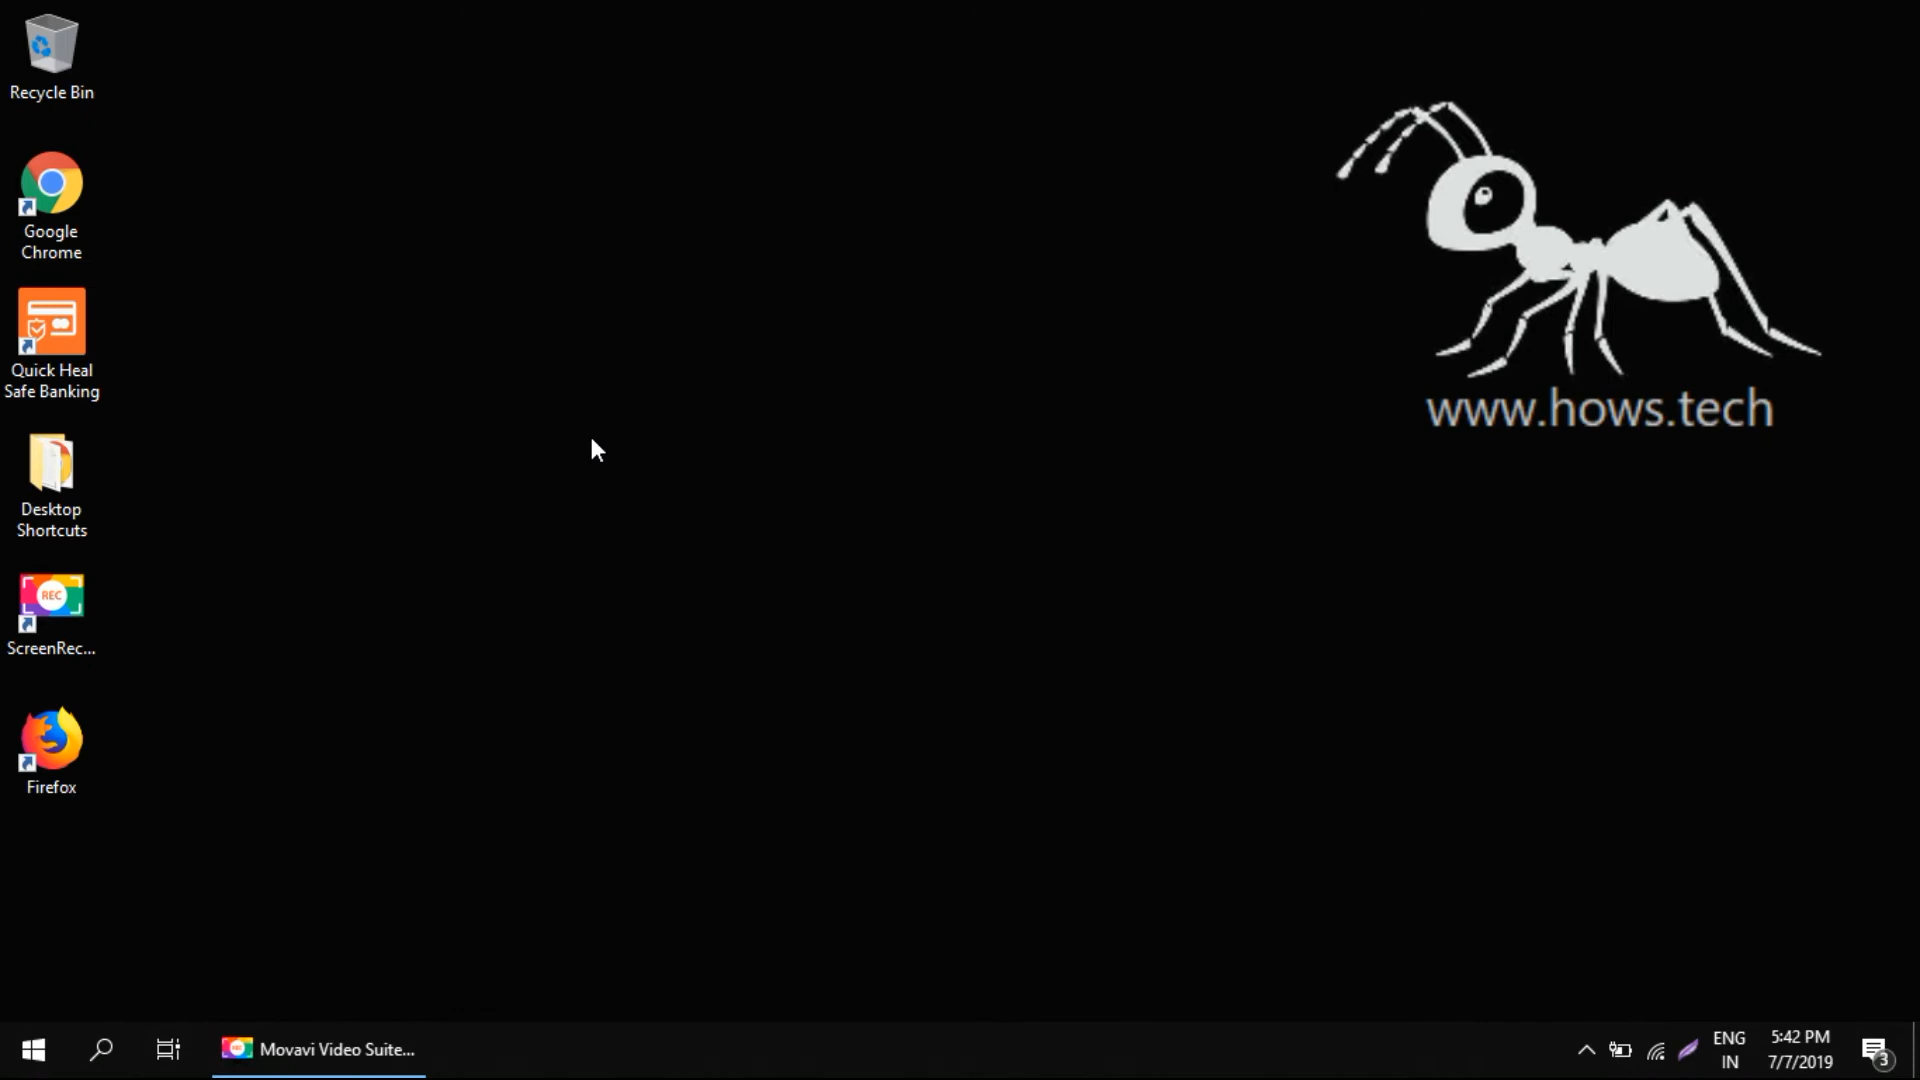 Recycle Bin
Google
Chrome
Quick Heal
Safe Banking
Desktop
Shortcuts
REC
ScreenRec...
Firefox
www.hows.tech
Movavi Video Suite...
ENG
IN
5:42 PM
7/7/2019
3